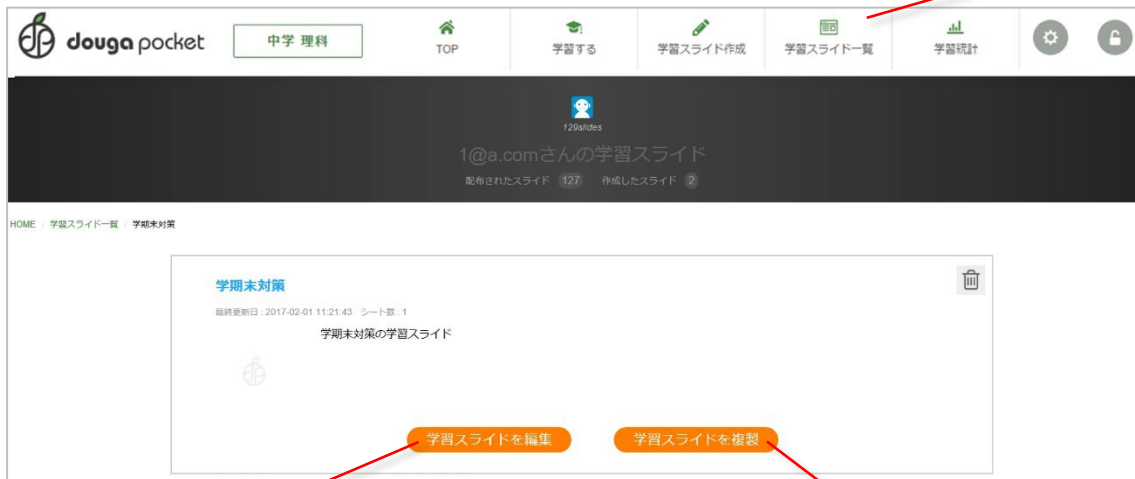 douga pocket
中学 理科
TOP
学習する
学習スライド作成
学習スライド一覧
学習統計
129slides
1@a.comさんの学習スライド
配布されたスライド 127 作成したスライド 2
HOME / 学習スライド一覧 / 学期末対策
学期末対策
最終更新日 : 2017-02-01 11:21:43 シート数 : 1
学期末対策の学習スライド
学習スライドを編集
学習スライドを複製